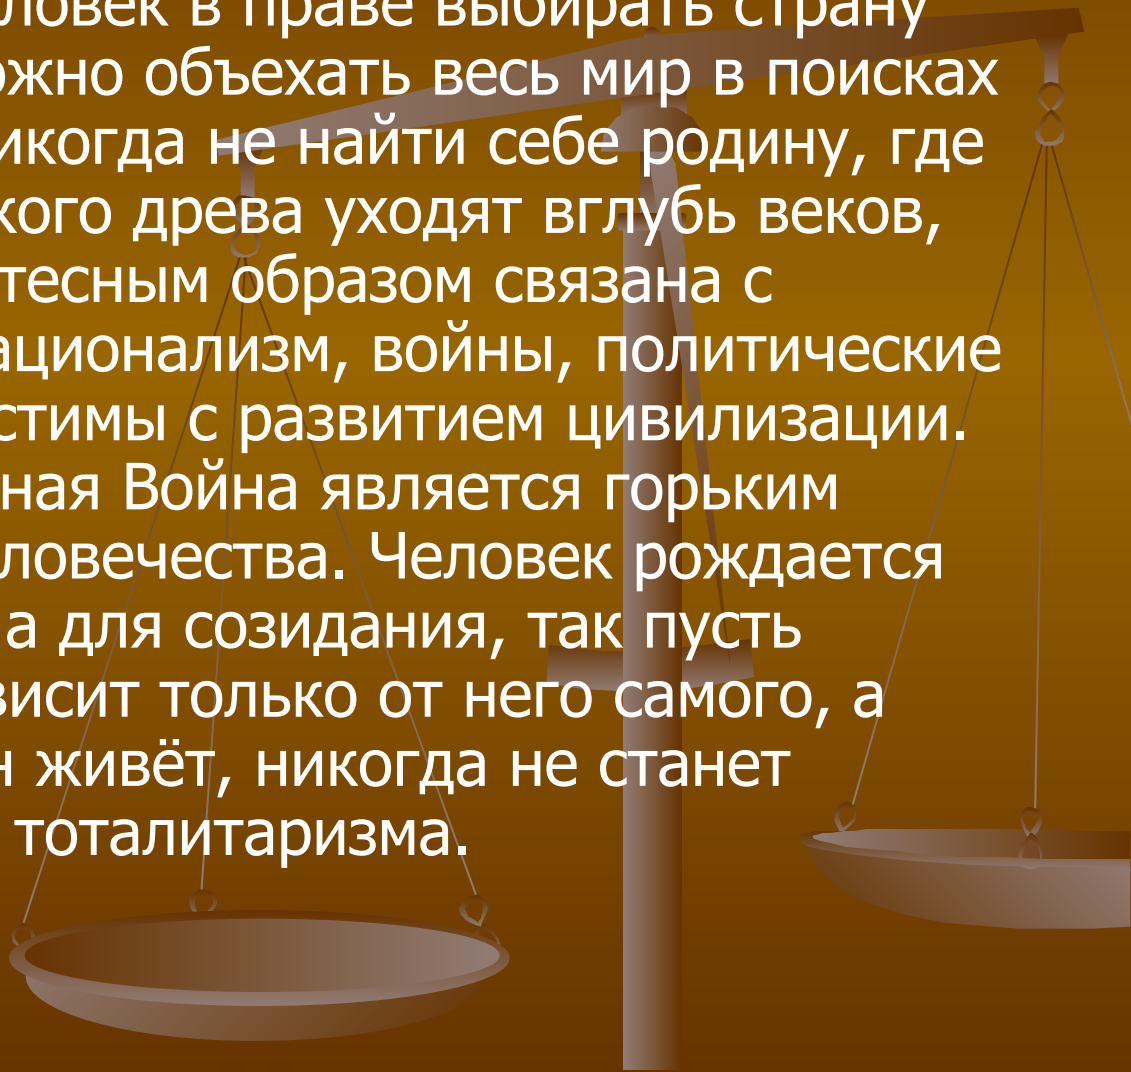 ловек в праве выбирать страну
ожно объехать весь мир в поисках
икогда не найти себе родину, где
кого древа уходят вглубь веков,
тесным образом связана с
ационализм, войны, политические
стимы с развитием цивилизации.
ная Война является горьким
ловечества. Человек рождается
а для созидания, так пусть
висит только от него самого, а
н живёт, никогда не станет
тоталитаризма.